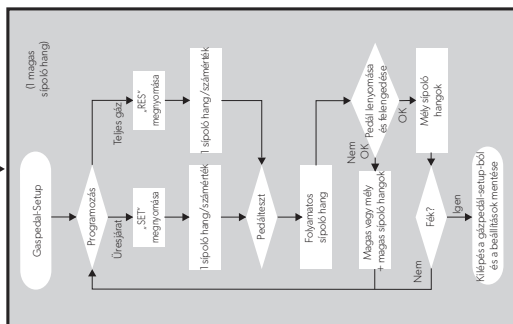 Gaspedal-Setup
(1 magas
sípoló hang)
Programozás
Üresjárat
Teljes gáz
„SET"
megnyomása
„RES"
megnyomása
1 sípoló hang/számérték
1 sípoló hang/számérték
Pedálteszt
Folyamatos
sípoló hang
Pedál lenyomása
és felengedése
Nem
OK
OK
Magas vagy mély
+ magas sípoló hangok
Mély sípoló
hangok
Fék?
Nem
Igen
Kilépés a gázpedál-setup-ból
és a beállítások mentése